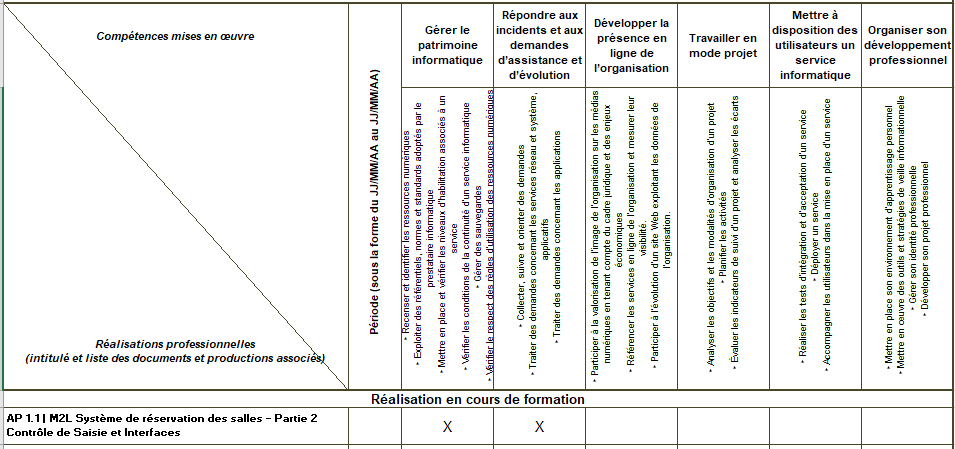 Compétences mises en œuvre
Réalisations professionnelles
(intitulé et liste des documents et productions associés)
Période (sous la forme du JJ/MM/AA au JJ/MM/AA)
Gérer le
patrimoine
informatique
Répondre aux
incidents et aux
demandes
d'assistance et
d'évolution
Développer la
présence en
ligne de
l'organisation
Travailler en
mode projet
Mettre à
disposition des
utilisateurs un
service
informatique
Organiser son
développement
professionnel
‣ Recenser et identifier les ressources numériques
‣ Exploiter des référentiels, normes et standards adoptés par le
prestataire informatique
‣ Mettre en place et vérifier les niveaux d'habilitation associés à un
service
‣ Vérifier les conditions de la continuité d'un service informatique
‣ Gérer des sauvegardes
‣ Vérifier le respect des règles d'utilisation des ressources numériques
‣ Collecter, suivre et orienter des demandes
‣ Traiter des demandes concernant les services réseau et système,
applicatifs
‣ Traiter des demandes concernant les applications
‣ Participer à la valorisation de l'image de l'organisation sur les médias
numériques en tenant compte du cadre juridique et des enjeux
économiques
‣ Référencer les services en ligne de l'organisation et mesurer leur
visibilité.
‣ Participer à l'évolution d'un site Web exploitant les données de
l'organisation.
‣ Analyser les objectifs et les modalités d'organisation d'un projet
‣ Planifier les activités
‣ Évaluer les indicateurs de suivi d'un projet et analyser les écarts
‣ Réaliser les tests d'intégration et d'acceptation d'un service
‣ Déployer un service
‣ Accompagner les utilisateurs dans la mise en place d'un service
‣ Mettre en place son environnement d'apprentissage personnel
‣ Mettre en œuvre des outils et stratégies de veille informationnelle
‣ Gérer son identité professionnelle
‣ Développer son projet professionnel
Réalisation en cours de formation
AP 1.1 | M2L Système de réservation des salles – Partie 2
Contrôle de Saisie et Interfaces
X
X